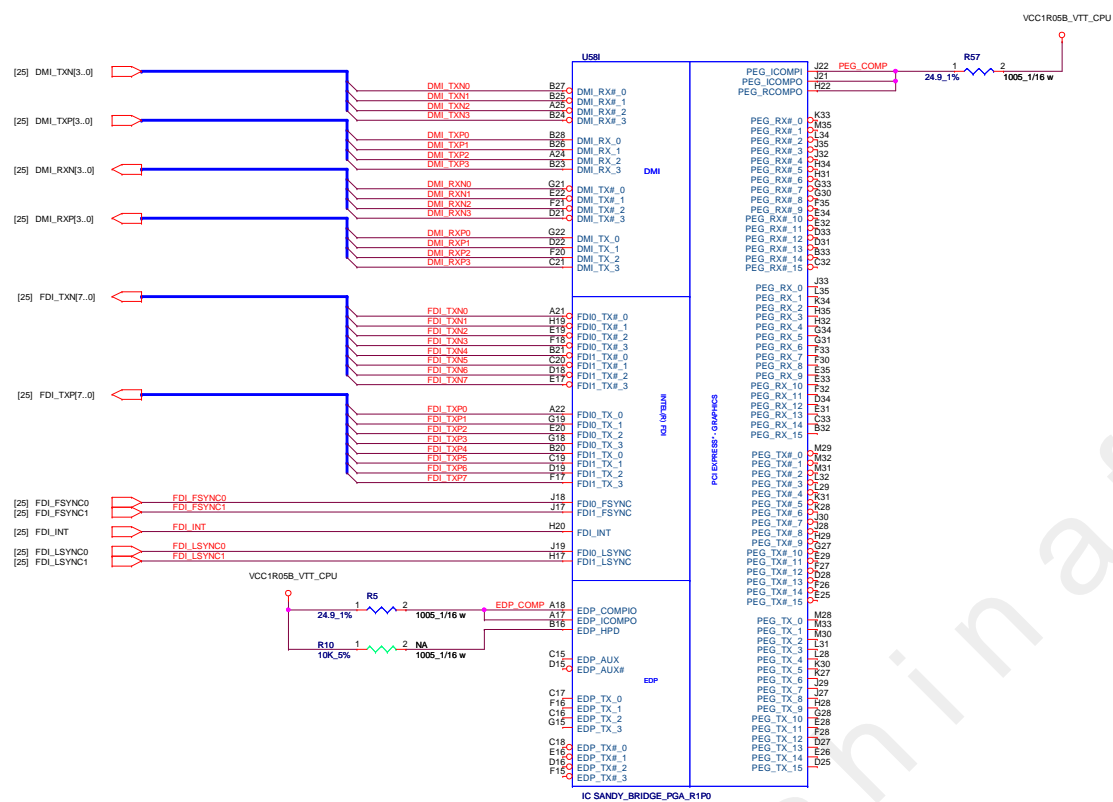 VCC1R05B_VTT_CPU
U58I
R57
[25] DMI_TXN[3..0]
PEG_ICOMPI J22 PEG_COMP 1 2
PEG_ICOMPO J21 24.9_1% 1005_1/16 w
PEG_RCOMPO H22
DMI_TXN0 B27 DMI_RX#_0
DMI_TXN1 B25 DMI_RX#_1
DMI_TXN2 A25 DMI_RX#_2
DMI_TXN3 B24 DMI_RX#_3
[25] DMI_TXP[3..0]
DMI_TXP0 B28 DMI_RX_0
DMI_TXP1 B26 DMI_RX_1
DMI_TXP2 A24 DMI_RX_2
DMI_TXP3 B23 DMI_RX_3
DMI
[25] DMI_RXN[3..0]
DMI_RXN0 G21 DMI_TX#_0
DMI_RXN1 E22 DMI_TX#_1
DMI_RXN2 F21 DMI_TX#_2
DMI_RXN3 D21 DMI_TX#_3
[25] DMI_RXP[3..0]
DMI_RXP0 G22 DMI_TX_0
DMI_RXP1 D22 DMI_TX_1
DMI_RXP2 F20 DMI_TX_2
DMI_RXP3 C21 DMI_TX_3
[25] FDI_TXN[7..0]
FDI_TXN0 A21 FDI0_TX#_0
FDI_TXN1 H19 FDI0_TX#_1
FDI_TXN2 E19 FDI0_TX#_2
FDI_TXN3 F18 FDI0_TX#_3
FDI_TXN4 B21 FDI1_TX#_0
FDI_TXN5 C20 FDI1_TX#_1
FDI_TXN6 D18 FDI1_TX#_2
FDI_TXN7 E17 FDI1_TX#_3
[25] FDI_TXP[7..0]
FDI_TXP0 A22 FDI0_TX_0
FDI_TXP1 G19 FDI0_TX_1
FDI_TXP2 E20 FDI0_TX_2
FDI_TXP3 G18 FDI0_TX_3
FDI_TXP4 B20 FDI1_TX_0
FDI_TXP5 C19 FDI1_TX_1
FDI_TXP6 D19 FDI1_TX_2
FDI_TXP7 F17 FDI1_TX_3
INTEL(R) FDI
PCI EXPRESS* - GRAPHICS
[25] FDI_FSYNC0 FDI_FSYNC0 J18 FDI0_FSYNC
[25] FDI_FSYNC1 FDI_FSYNC1 J17 FDI1_FSYNC
[25] FDI_INT FDI_INT H20 FDI_INT
[25] FDI_LSYNC0 FDI_LSYNC0 J19 FDI0_LSYNC
[25] FDI_LSYNC1 FDI_LSYNC1 H17 FDI1_LSYNC
VCC1R05B_VTT_CPU
R5
1 2 EDP_COMP A18 EDP_COMPIO
24.9_1% 1005_1/16 w A17 EDP_ICOMPO
B16 EDP_HPD
R10 1 2 NA
10K_5% 1005_1/16 w
C15 EDP_AUX
D15 EDP_AUX#
EDP
C17 EDP_TX_0
F16 EDP_TX_1
C16 EDP_TX_2
G15 EDP_TX_3
C18 EDP_TX#_0
E16 EDP_TX#_1
D16 EDP_TX#_2
F15 EDP_TX#_3
PEG_RX#_0 K33
PEG_RX#_1 M35
PEG_RX#_2 L34
PEG_RX#_3 J35
PEG_RX#_4 J32
PEG_RX#_5 H34
PEG_RX#_6 H31
PEG_RX#_7 G33
PEG_RX#_8 G30
PEG_RX#_9 F35
PEG_RX#_10 E34
PEG_RX#_11 E32
PEG_RX#_12 D33
PEG_RX#_13 D31
PEG_RX#_14 B33
PEG_RX#_15 C32
PEG_RX_0 J33
PEG_RX_1 L35
PEG_RX_2 K34
PEG_RX_3 H35
PEG_RX_4 H32
PEG_RX_5 G34
PEG_RX_6 G31
PEG_RX_7 F33
PEG_RX_8 F30
PEG_RX_9 E35
PEG_RX_10 E33
PEG_RX_11 F32
PEG_RX_12 D34
PEG_RX_13 E31
PEG_RX_14 C33
PEG_RX_15 B32
PEG_TX#_0 M29
PEG_TX#_1 M32
PEG_TX#_2 M31
PEG_TX#_3 L32
PEG_TX#_4 L29
PEG_TX#_5 K31
PEG_TX#_6 K28
PEG_TX#_7 J30
PEG_TX#_8 J28
PEG_TX#_9 H29
PEG_TX#_10 G27
PEG_TX#_11 E29
PEG_TX#_12 F27
PEG_TX#_13 D28
PEG_TX#_14 F26
PEG_TX#_15 E25
PEG_TX_0 M28
PEG_TX_1 M33
PEG_TX_2 M30
PEG_TX_3 L31
PEG_TX_4 L28
PEG_TX_5 K30
PEG_TX_6 K27
PEG_TX_7 J29
PEG_TX_8 J27
PEG_TX_9 H28
PEG_TX_10 G28
PEG_TX_11 E28
PEG_TX_12 F28
PEG_TX_13 D27
PEG_TX_14 E26
PEG_TX_15 D25
IC SANDY_BRIDGE_PGA_R1P0